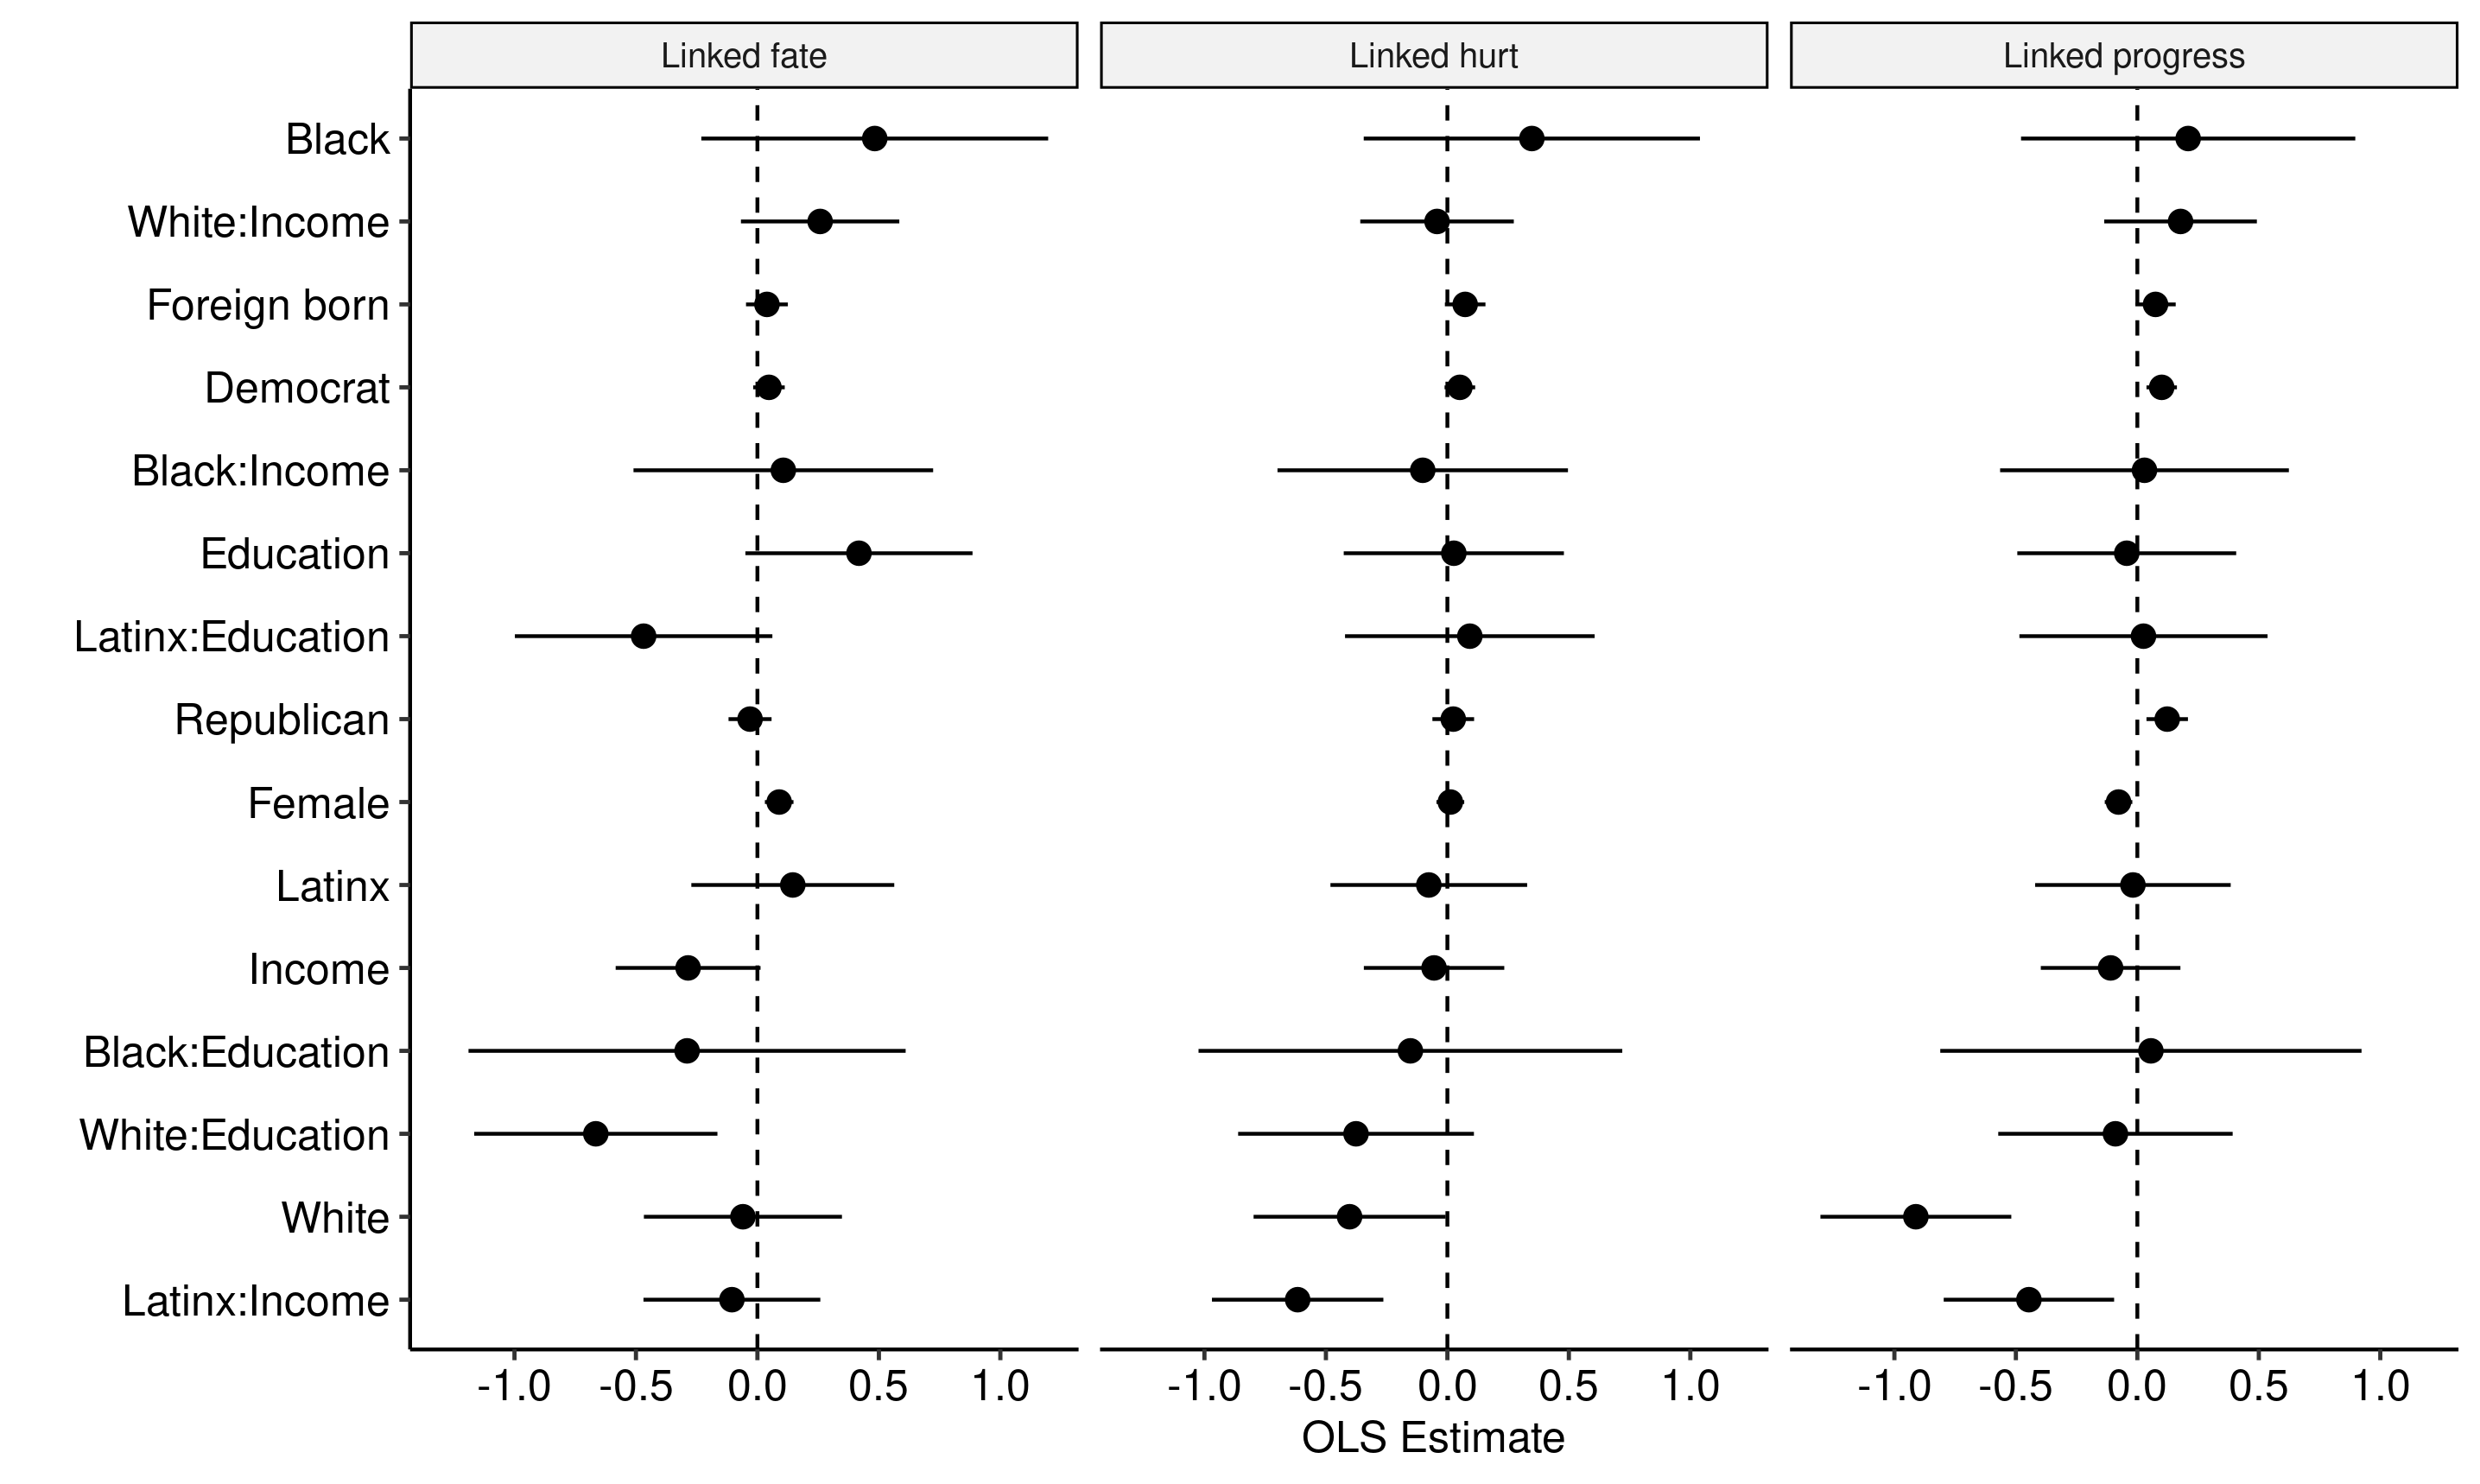 Linked fate Linked hurt Linked progress
Black
White:Income
Foreign born
Democrat
Black:Income
Education
Latinx:Education
Republican
Female
Latinx
Income
Black:Education
White:Education
White
Latinx:Income
-1.0 -0.5 0.0 0.5 1.0 -1.0 -0.5 0.0 0.5 1.0 -1.0 -0.5 0.0 0.5 1.0
OLS Estimate